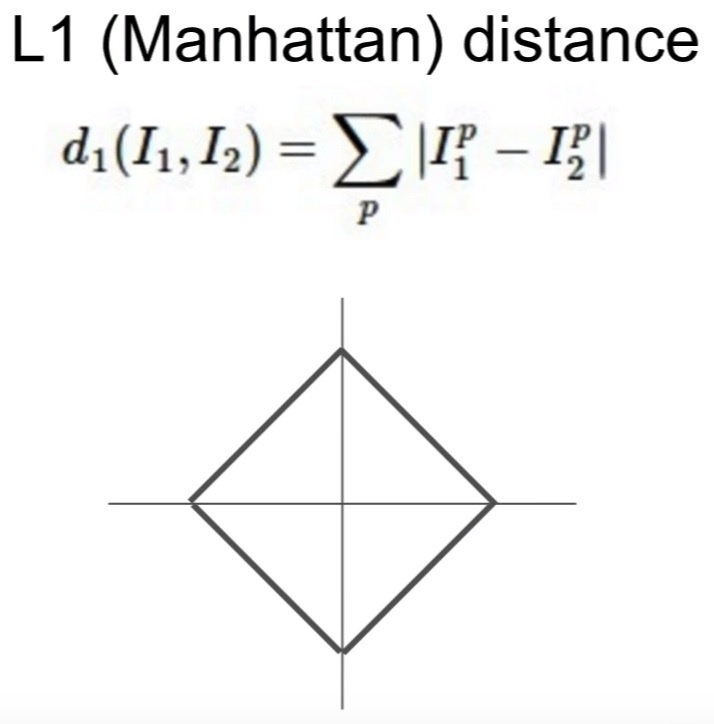 L1 (Manhattan) distance
d₁(I₁, I₂) = ∑ₚ |I₁ᵖ − I₂ᵖ|